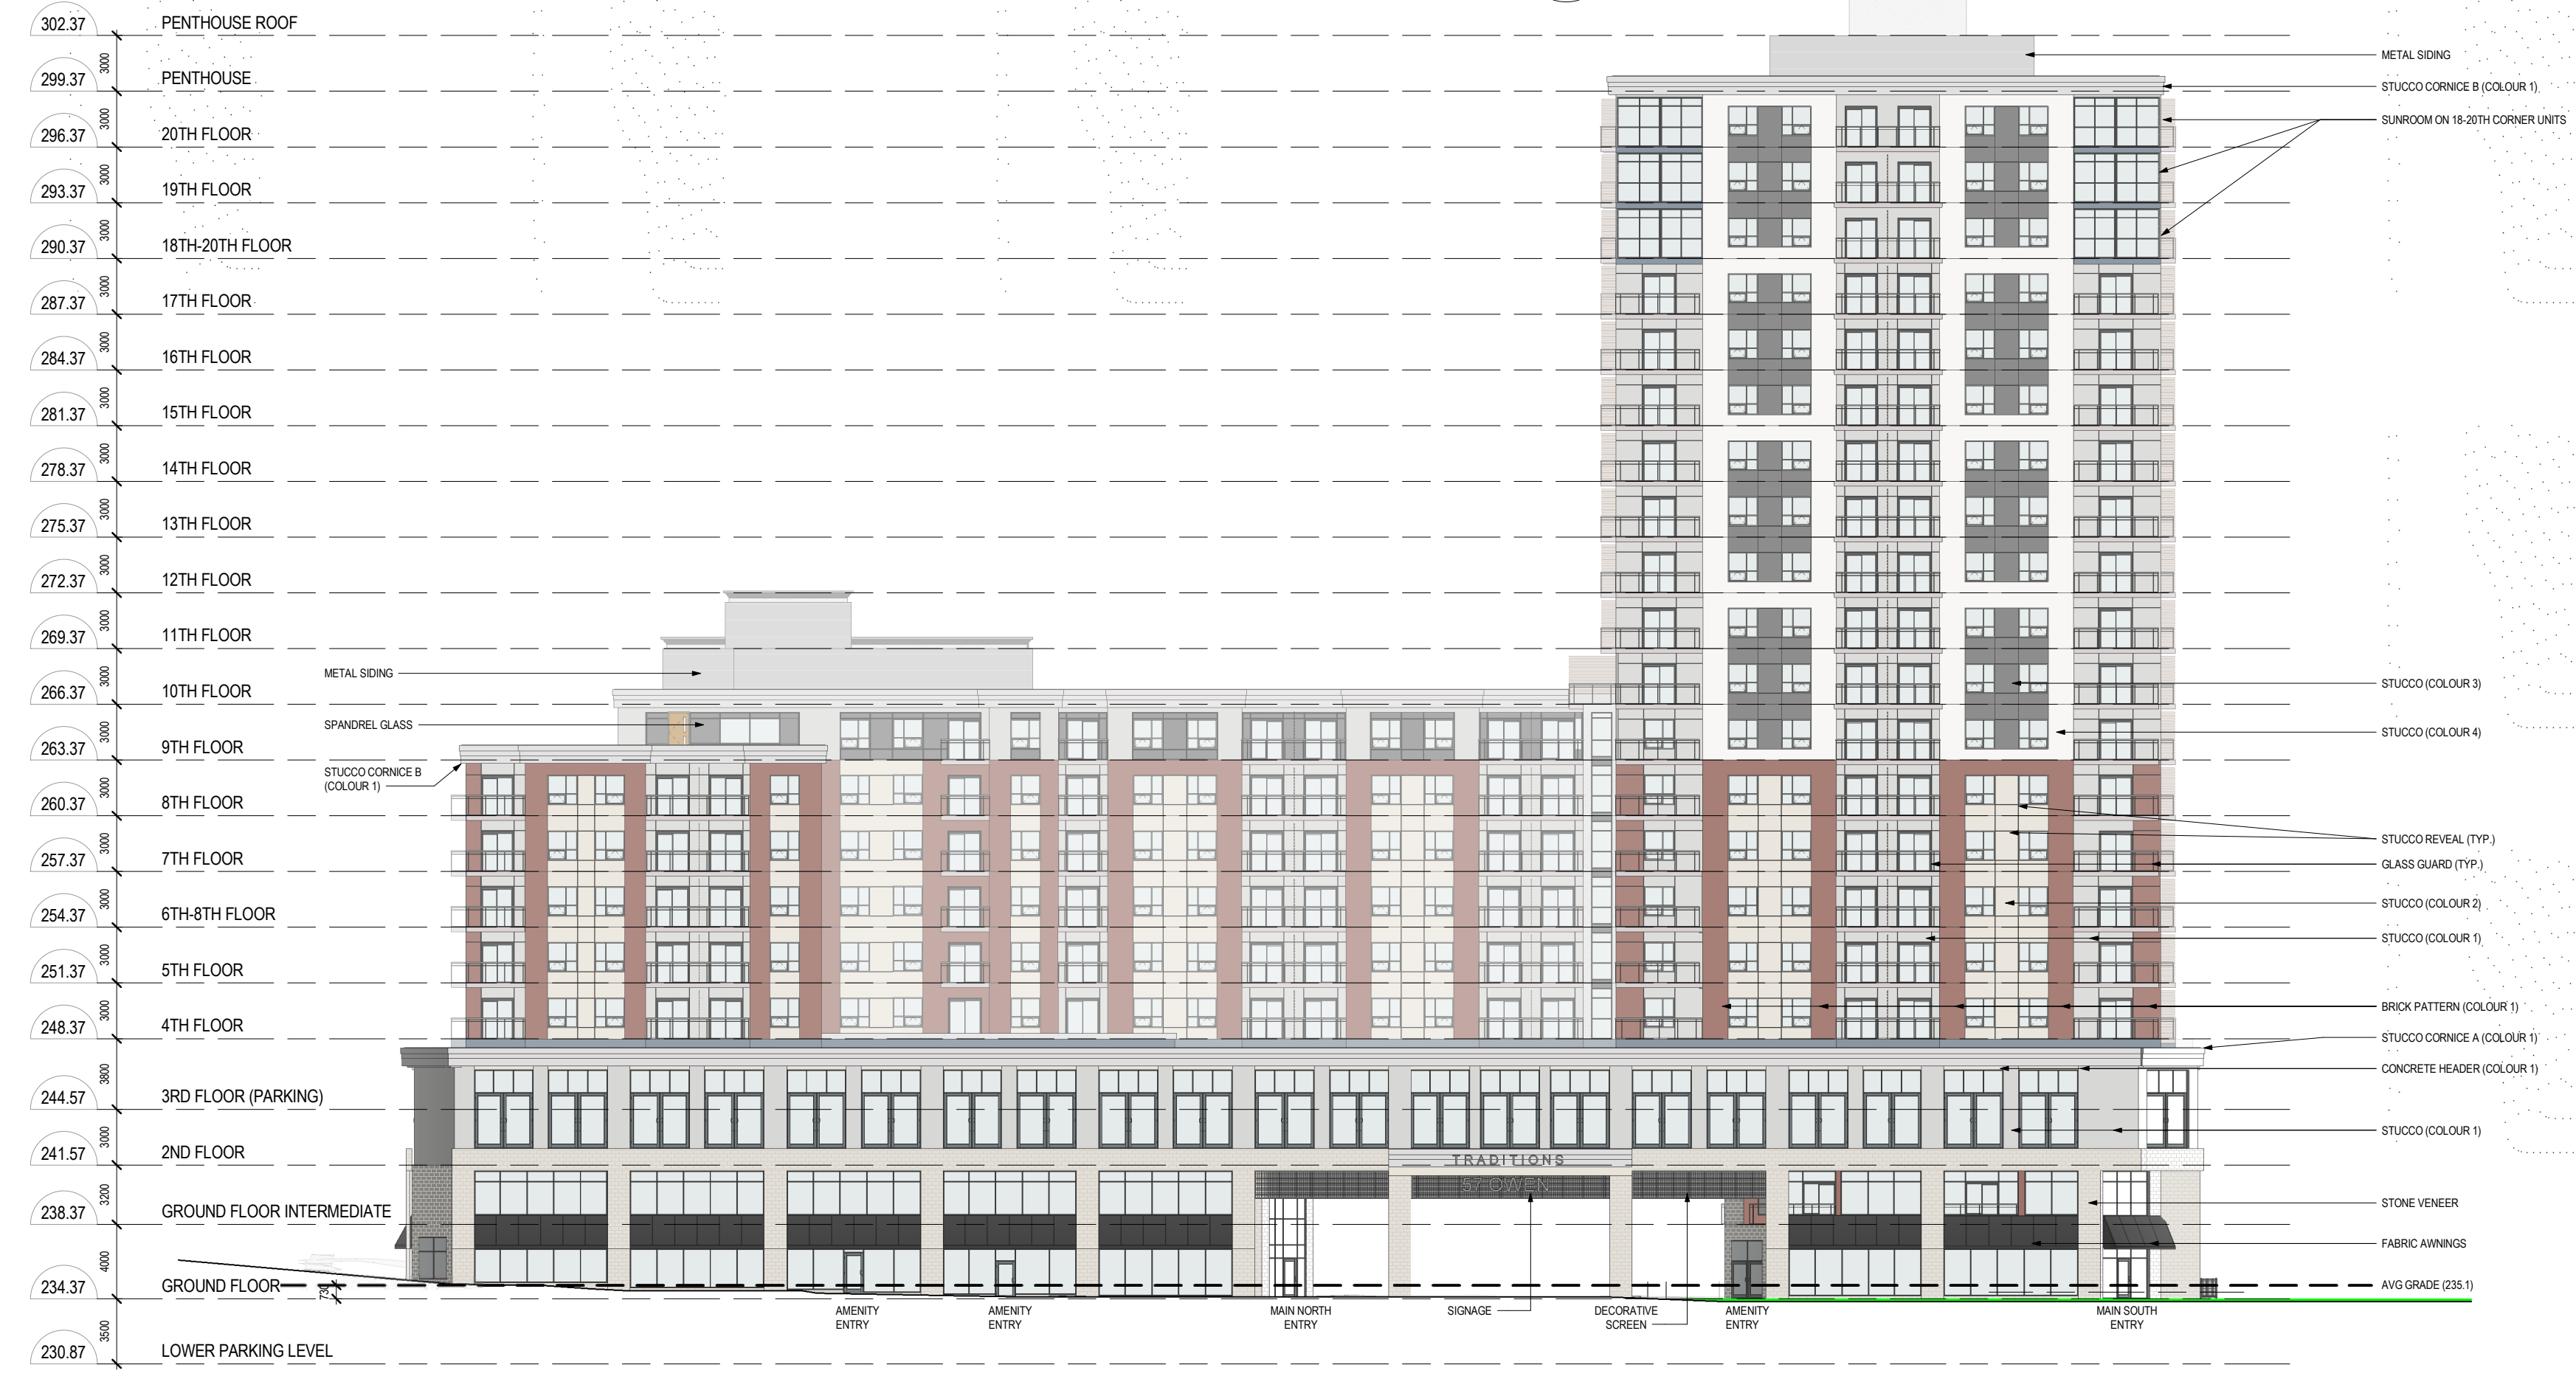 302.37 PENTHOUSE ROOF
3000
METAL SIDING
299.37 PENTHOUSE
STUCCO CORNICE B (COLOUR 1)
3000
296.37 20TH FLOOR
SUNROOM ON 18-20TH CORNER UNITS
3000
293.37 19TH FLOOR
3000
290.37 18TH-20TH FLOOR
3000
287.37 17TH FLOOR
3000
284.37 16TH FLOOR
3000
281.37 15TH FLOOR
3000
278.37 14TH FLOOR
3000
275.37 13TH FLOOR
3000
272.37 12TH FLOOR
3000
269.37 11TH FLOOR
3000
METAL SIDING
266.37 10TH FLOOR
STUCCO (COLOUR 3)
3000
SPANDREL GLASS
STUCCO (COLOUR 4)
263.37 9TH FLOOR
3000
STUCCO CORNICE B
(COLOUR 1)
260.37 8TH FLOOR
3000
STUCCO REVEAL (TYP.)
257.37 7TH FLOOR
GLASS GUARD (TYP.)
3000
STUCCO (COLOUR 2)
254.37 6TH-8TH FLOOR
STUCCO (COLOUR 1)
3000
251.37 5TH FLOOR
3000
BRICK PATTERN (COLOUR 1)
248.37 4TH FLOOR
STUCCO CORNICE A (COLOUR 1)
3800
CONCRETE HEADER (COLOUR 1)
244.57 3RD FLOOR (PARKING)
3000
STUCCO (COLOUR 1)
241.57 2ND FLOOR
TRADITIONS
3200
57 OWEN
STONE VENEER
238.37 GROUND FLOOR INTERMEDIATE
FABRIC AWNINGS
4000
234.37 GROUND FLOOR
AVG GRADE (235.1)
730
AMENITY
ENTRY
AMENITY
ENTRY
MAIN NORTH
ENTRY
SIGNAGE
DECORATIVE
SCREEN
AMENITY
ENTRY
MAIN SOUTH
ENTRY
3500
230.87 LOWER PARKING LEVEL